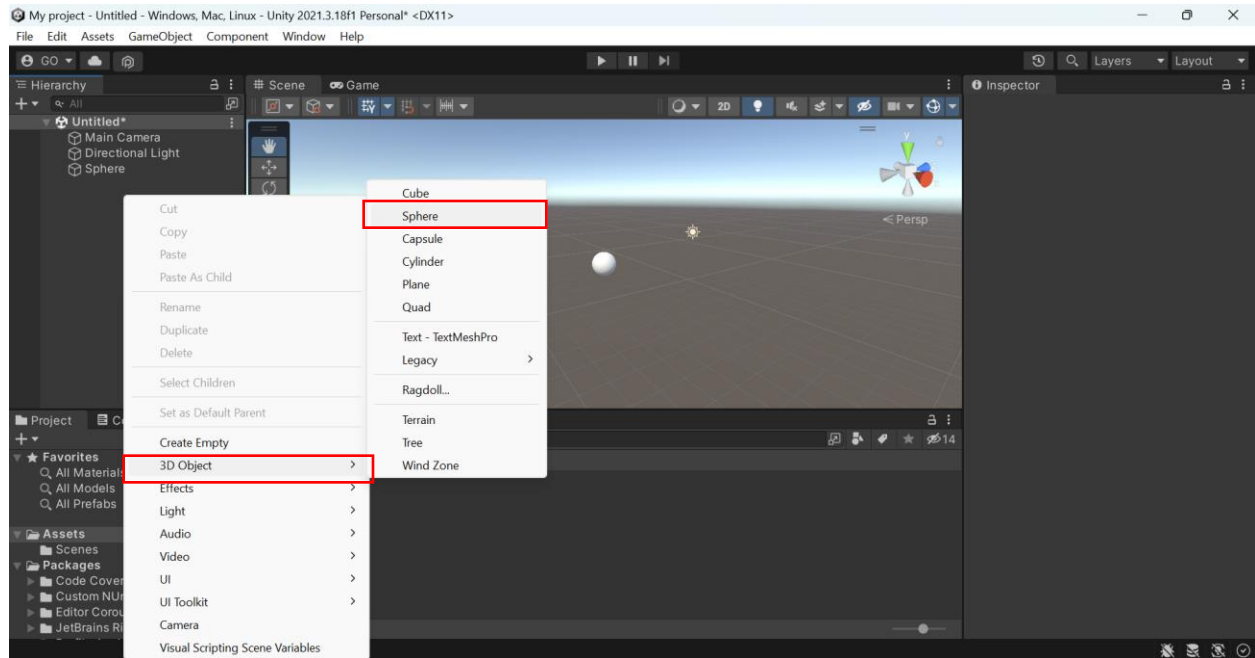 My project - Untitled - Windows, Mac, Linux - Unity 2021.3.18f1 Personal* <DX11>
File Edit Assets GameObject Component Window Help
GO
Layers Layout
Hierarchy
# Scene Game
Inspector
All
2D
Untitled*
Main Camera
Directional Light
Sphere
Persp
Cut
Copy
Paste
Paste As Child
Rename
Duplicate
Delete
Select Children
Set as Default Parent
Create Empty
3D Object
Effects
Light
Audio
Video
UI
UI Toolkit
Camera
Visual Scripting Scene Variables
Cube
Sphere
Capsule
Cylinder
Plane
Quad
Text - TextMeshPro
Legacy
Ragdoll...
Terrain
Tree
Wind Zone
Project
14
Favorites
All Materials
All Models
All Prefabs
Assets
Scenes
Packages
Code Cover
Custom NUn
Editor Corou
JetBrains Ri